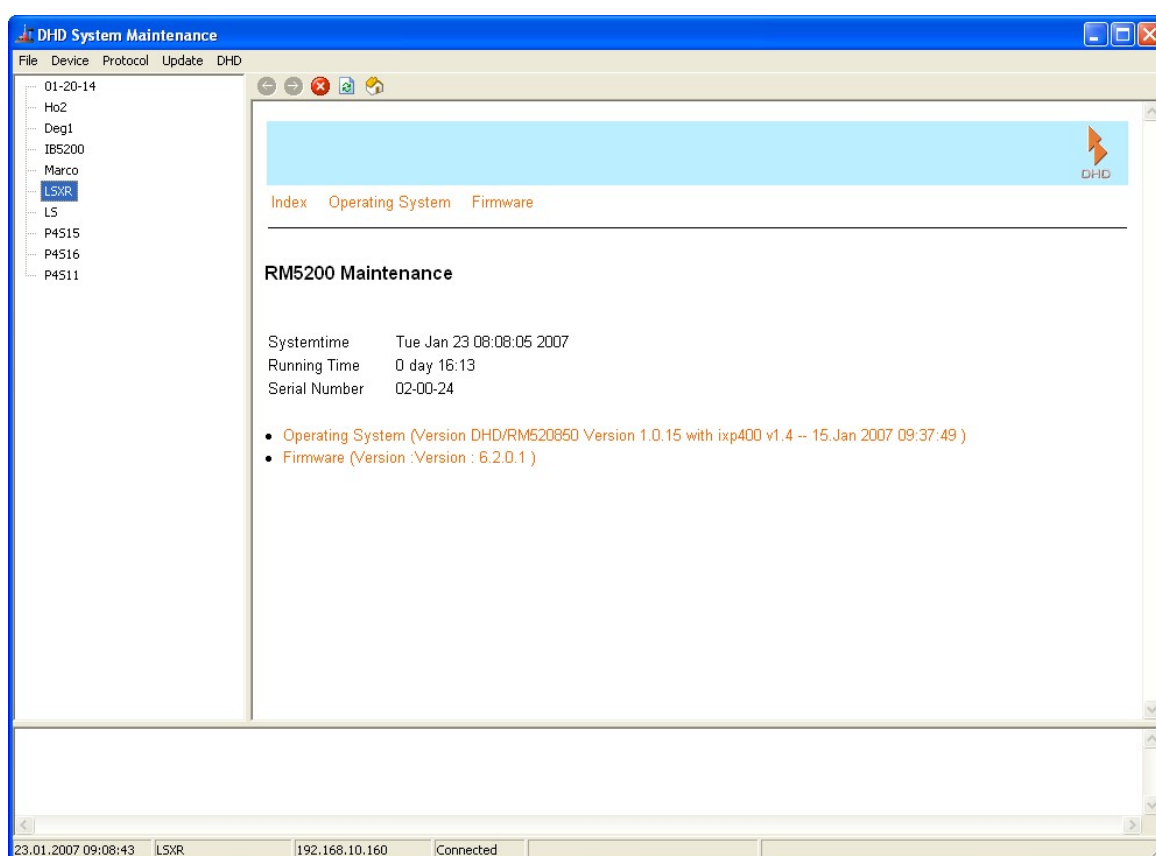 DHD System Maintenance
File Device Protocol Update DHD
01-20-14
Ho2
Deg1
IB5200
Marco
LSXR
LS
P4S15
P4S16
P4S11
DHD
Index Operating System Firmware
RM5200 Maintenance
Systemtime Tue Jan 23 08:08:05 2007
Running Time 0 day 16:13
Serial Number 02-00-24
Operating System (Version DHD/RM520850 Version 1.0.15 with ixp400 v1.4 -- 15.Jan 2007 09:37:49 )
Firmware (Version :Version : 6.2.0.1 )
23.01.2007 09:08:43 LSXR 192.168.10.160 Connected